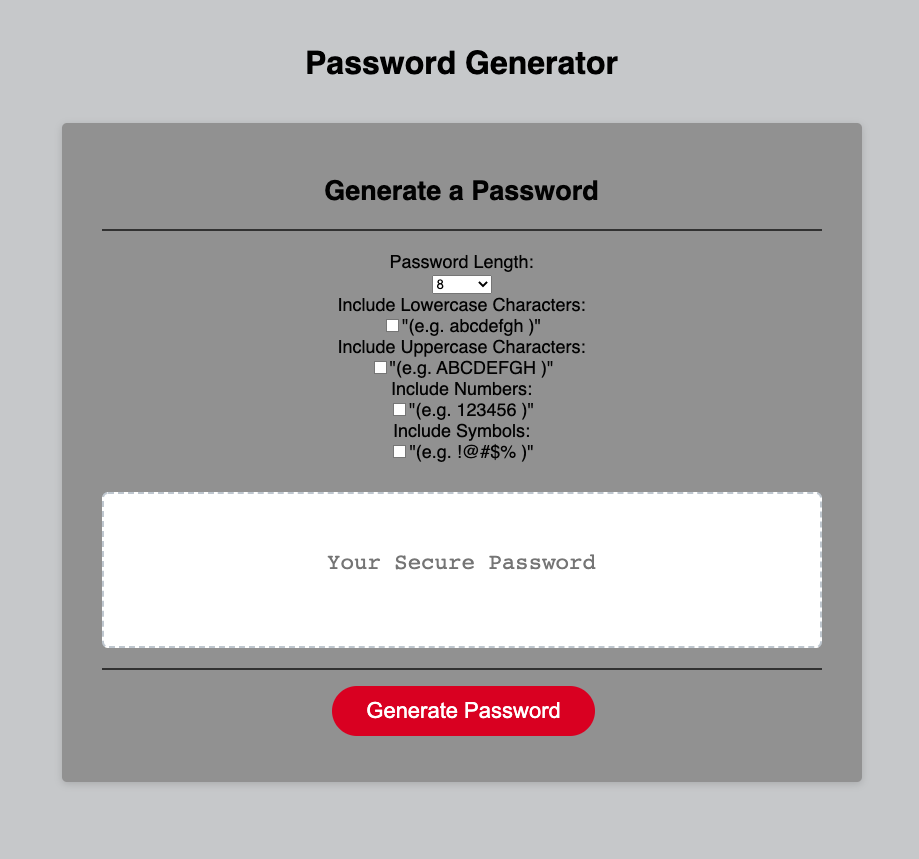 Password Generator
Generate a Password
Password Length:
8
Include Lowercase Characters:
"(e.g. abcdefgh )"
Include Uppercase Characters:
"(e.g. ABCDEFGH )"
Include Numbers:
"(e.g. 123456 )"
Include Symbols:
"(e.g. !@#$% )"
Your Secure Password
Generate Password